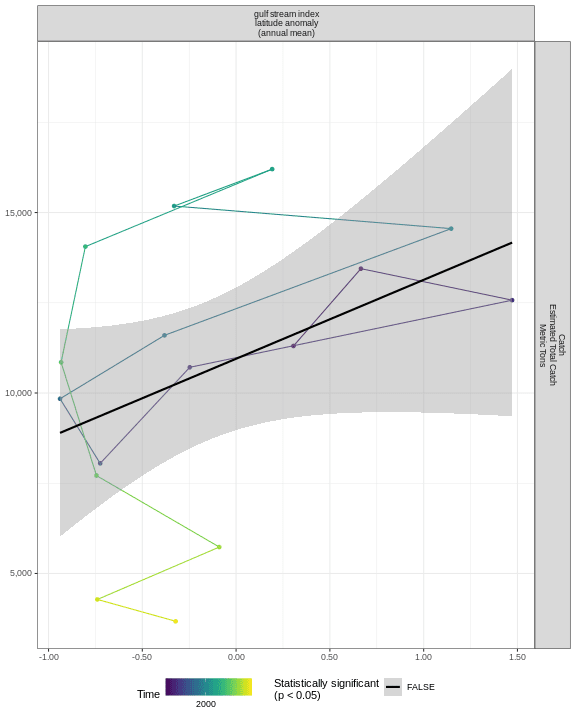 gulf stream index
latitude anomaly
(annual mean)
15,000
10,000
5,000
-1.00
-0.50
0.00
0.50
1.00
1.50
Catch
Estimated Total Catch
Metric Tons
Time
2000
Statistically significant
(p < 0.05)
FALSE